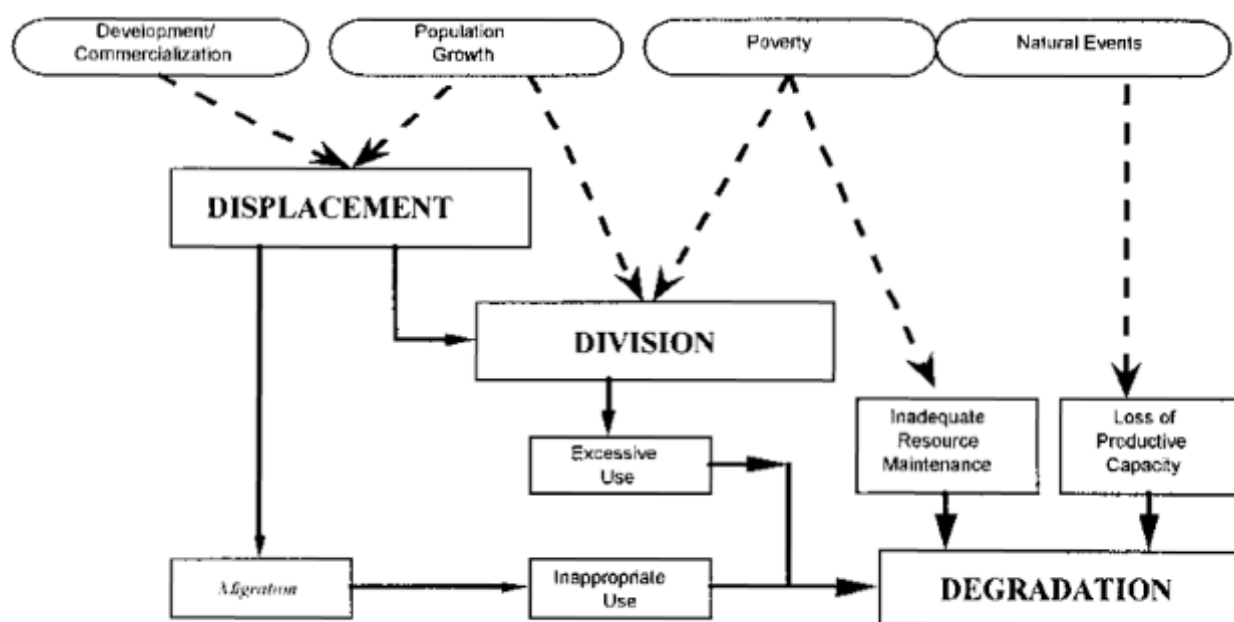 Development/
Commercialization
Population
Growth
Poverty
Natural Events
DISPLACEMENT
DIVISION
Inadequate
Resource
Maintenance
Loss of
Productive
Capacity
Excessive
Use
Migration
Inappropriate
Use
DEGRADATION